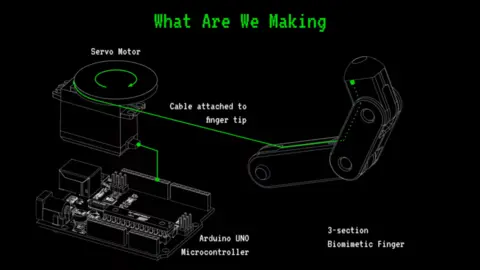 What Are We Making
Servo Motor
Cable attached to
finger tip
Arduino UNO
Microcontroller
3-section
Biomimetic Finger